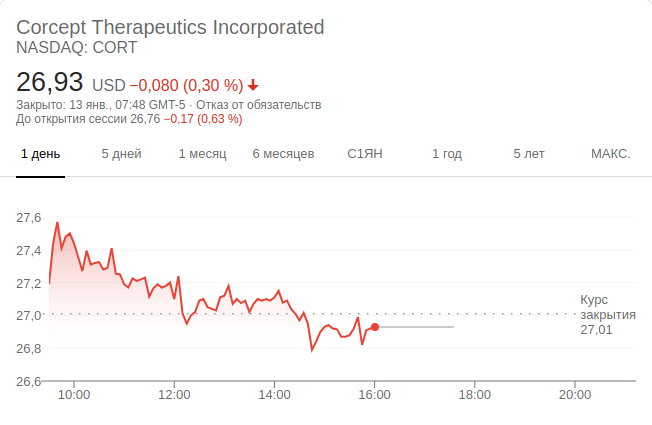 Corcept Therapeutics Incorporated
NASDAQ: CORT
26,93 USD −0,080 (0,30 %)
Закрыто: 13 янв., 07:48 GMT-5 · Отказ от обязательств
До открытия сессии 26,76 −0,17 (0,63 %)
1 день 5 дней 1 месяц 6 месяцев С1ЯН 1 год 5 лет МАКС.
27,6
27,4
27,2
27,0
26,8
26,6
Курс
закрытия
27,01
10:00 12:00 14:00 16:00 18:00 20:00